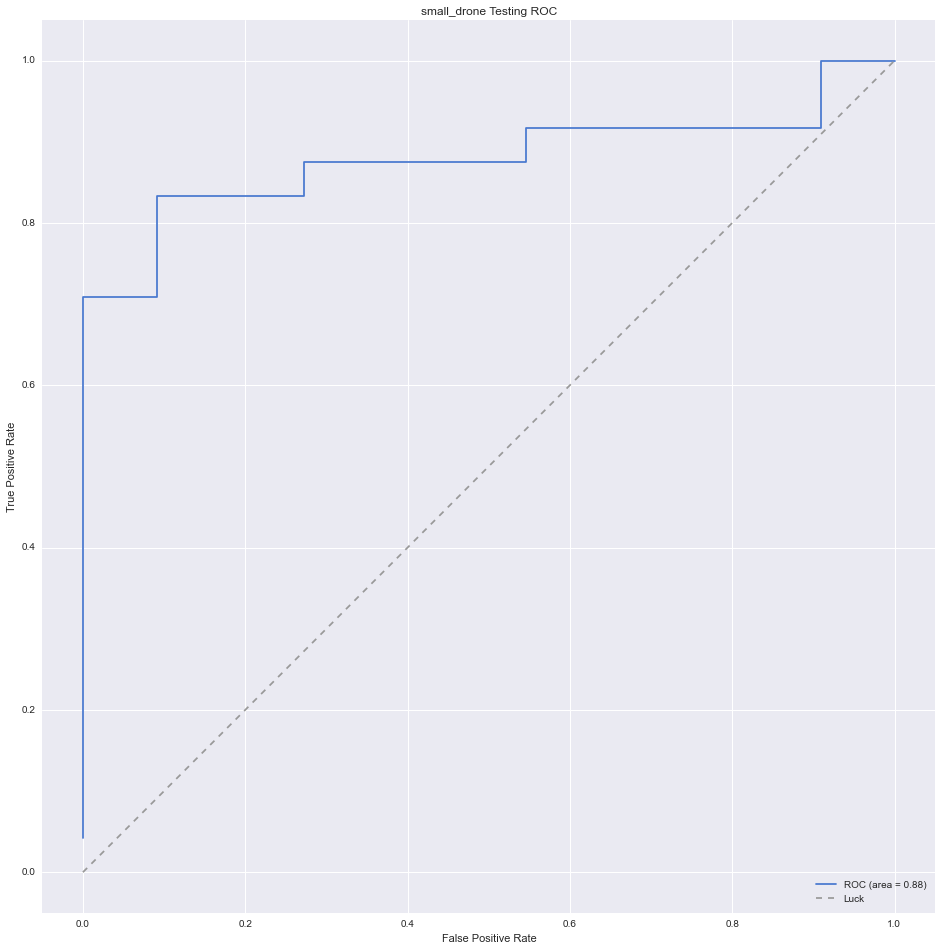 small_drone Testing ROC
1.0
0.8
0.6
0.4
0.2
0.0
True Positive Rate
0.0 0.2 0.4 0.6 0.8 1.0
False Positive Rate
ROC (area = 0.88)
Luck